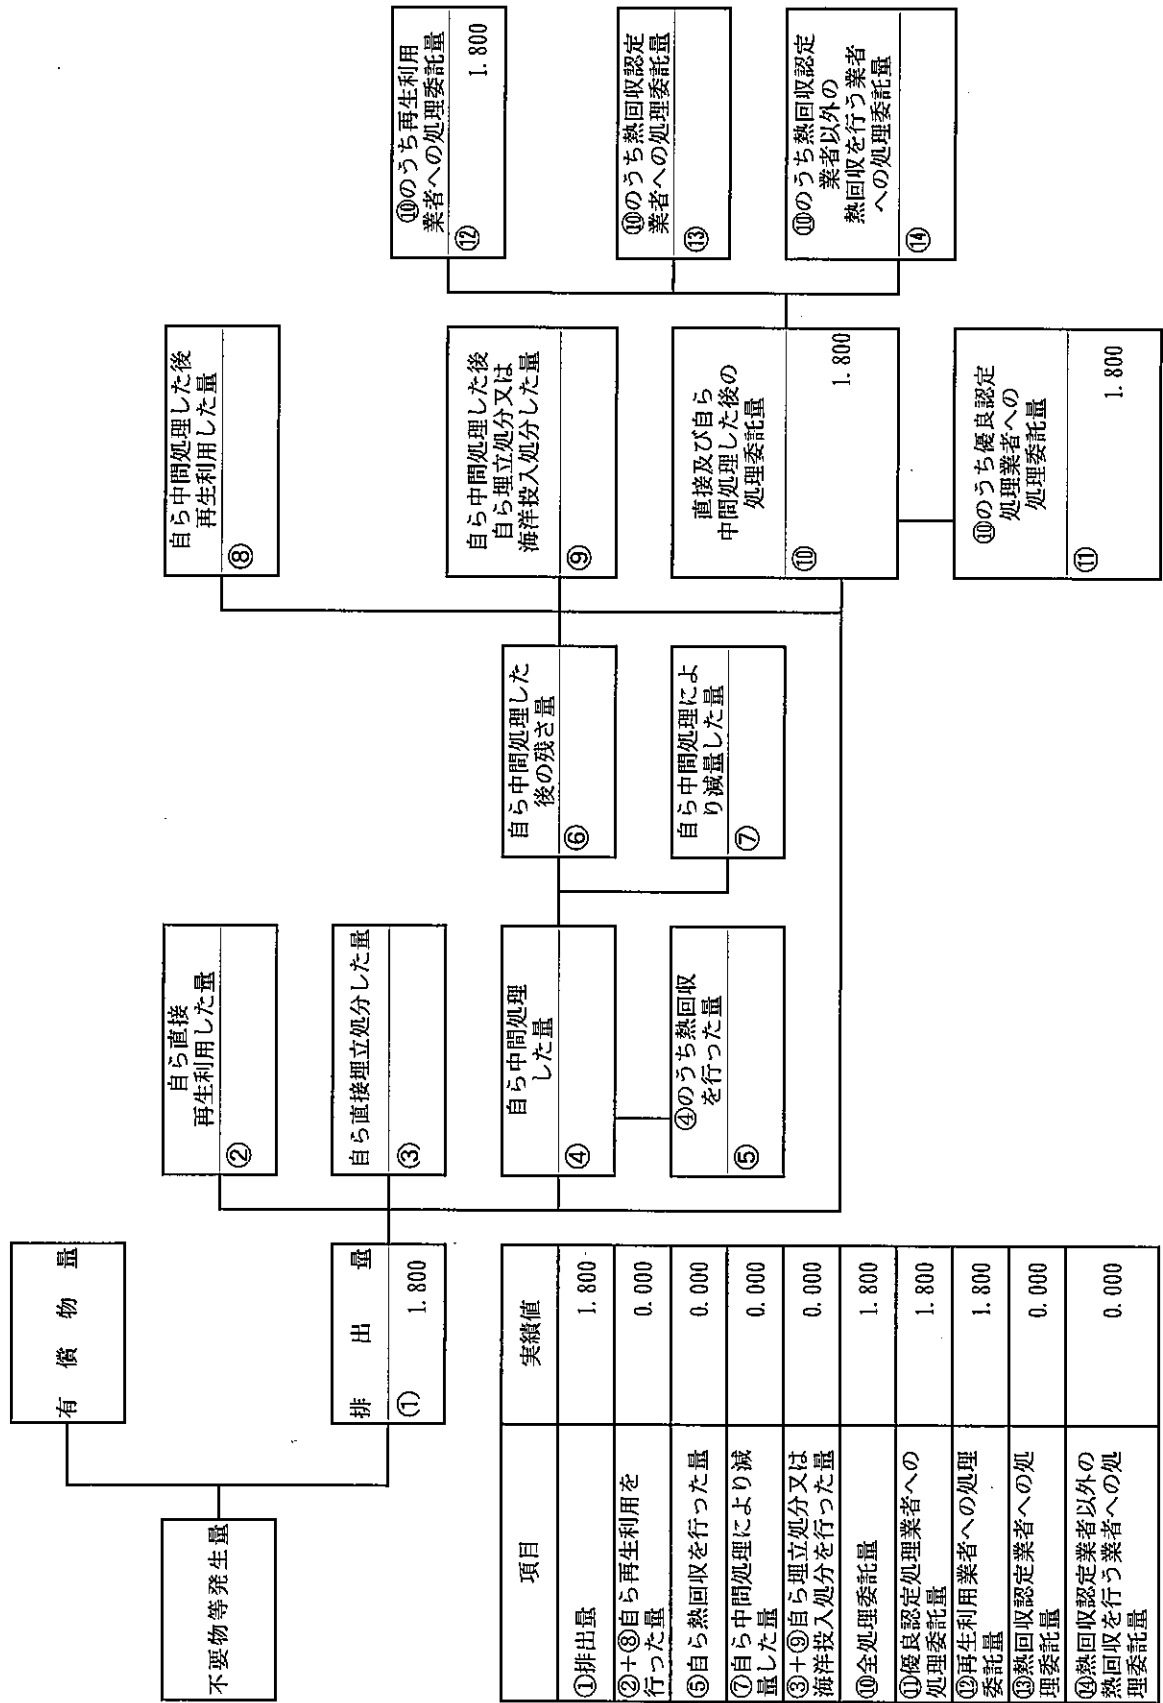 不要物等発生量
有 償 物 量
排 出 量
① 1.800
自ら直接
再生利用した量
②
自ら直接埋立処分した量
③
自ら中間処理
した量
④
④のうち熱回収
を行った量
⑤
自ら中間処理した
後の残さ量
⑥
自ら中間処理によ
り減量した量
⑦
自ら中間処理した後
再生利用した量
⑧
自ら中間処理した後
自ら埋立処分又は
海洋投入処分した量
⑨
直接及び自ら
中間処理した後の
処理委託量
⑩ 1.800
⑩のうち優良認定
処理業者への
処理委託量
⑪ 1.800
⑩のうち再生利用
業者への処理委託量
⑫ 1.800
⑩のうち熱回収認定
業者への処理委託量
⑬
⑩のうち熱回収認定
業者以外の
熱回収を行う業者
への処理委託量
⑭
項目 実績値
①排出量 1.800
②+⑧自ら再生利用を
行った量 0.000
⑤自ら熱回収を行った量 0.000
⑦自ら中間処理により減
量した量 0.000
③+⑨自ら埋立処分又は
海洋投入処分を行った量 0.000
⑩全処理委託量 1.800
⑪優良認定処理業者への
処理委託量 1.800
⑫再生利用業者への処理
委託量 1.800
⑬熱回収認定業者への処
理委託量 0.000
⑭熱回収認定業者以外の
熱回収を行う業者への処
理委託量 0.000